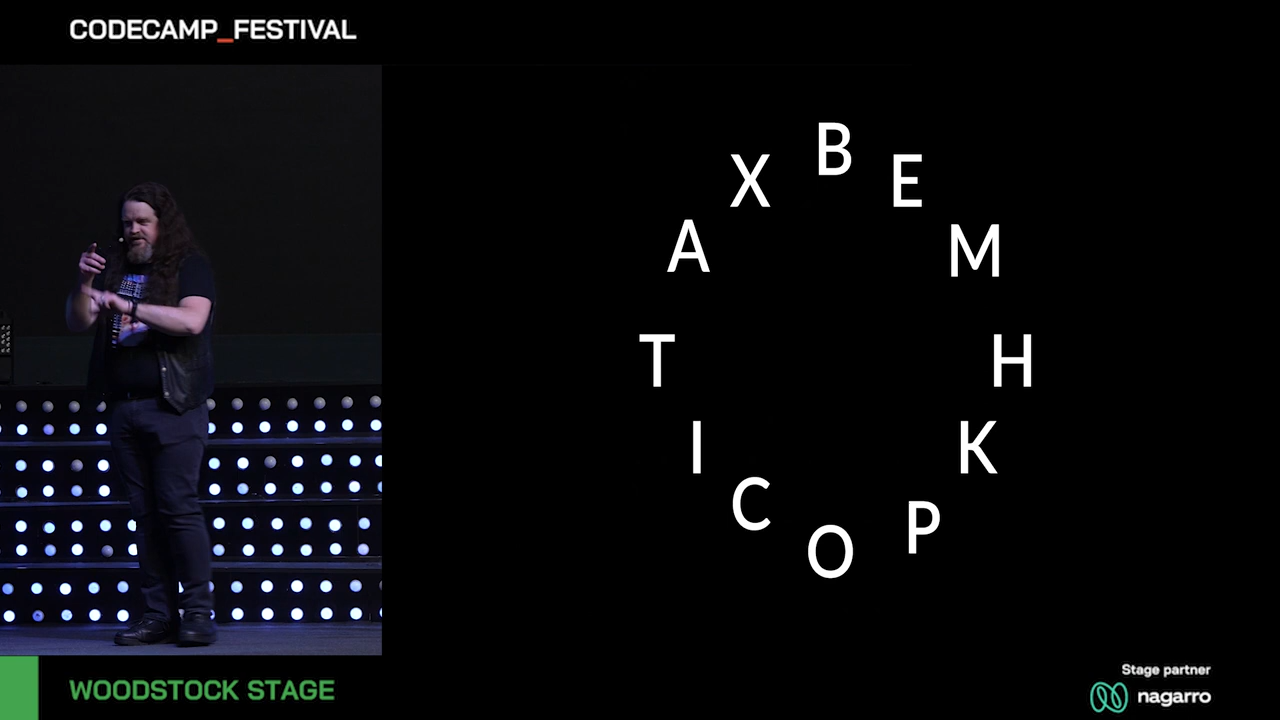 CODECAMP_FESTIVAL
B
E
M
H
K
P
O
C
I
T
A
X
WOODSTOCK STAGE
Stage partner
nagarro